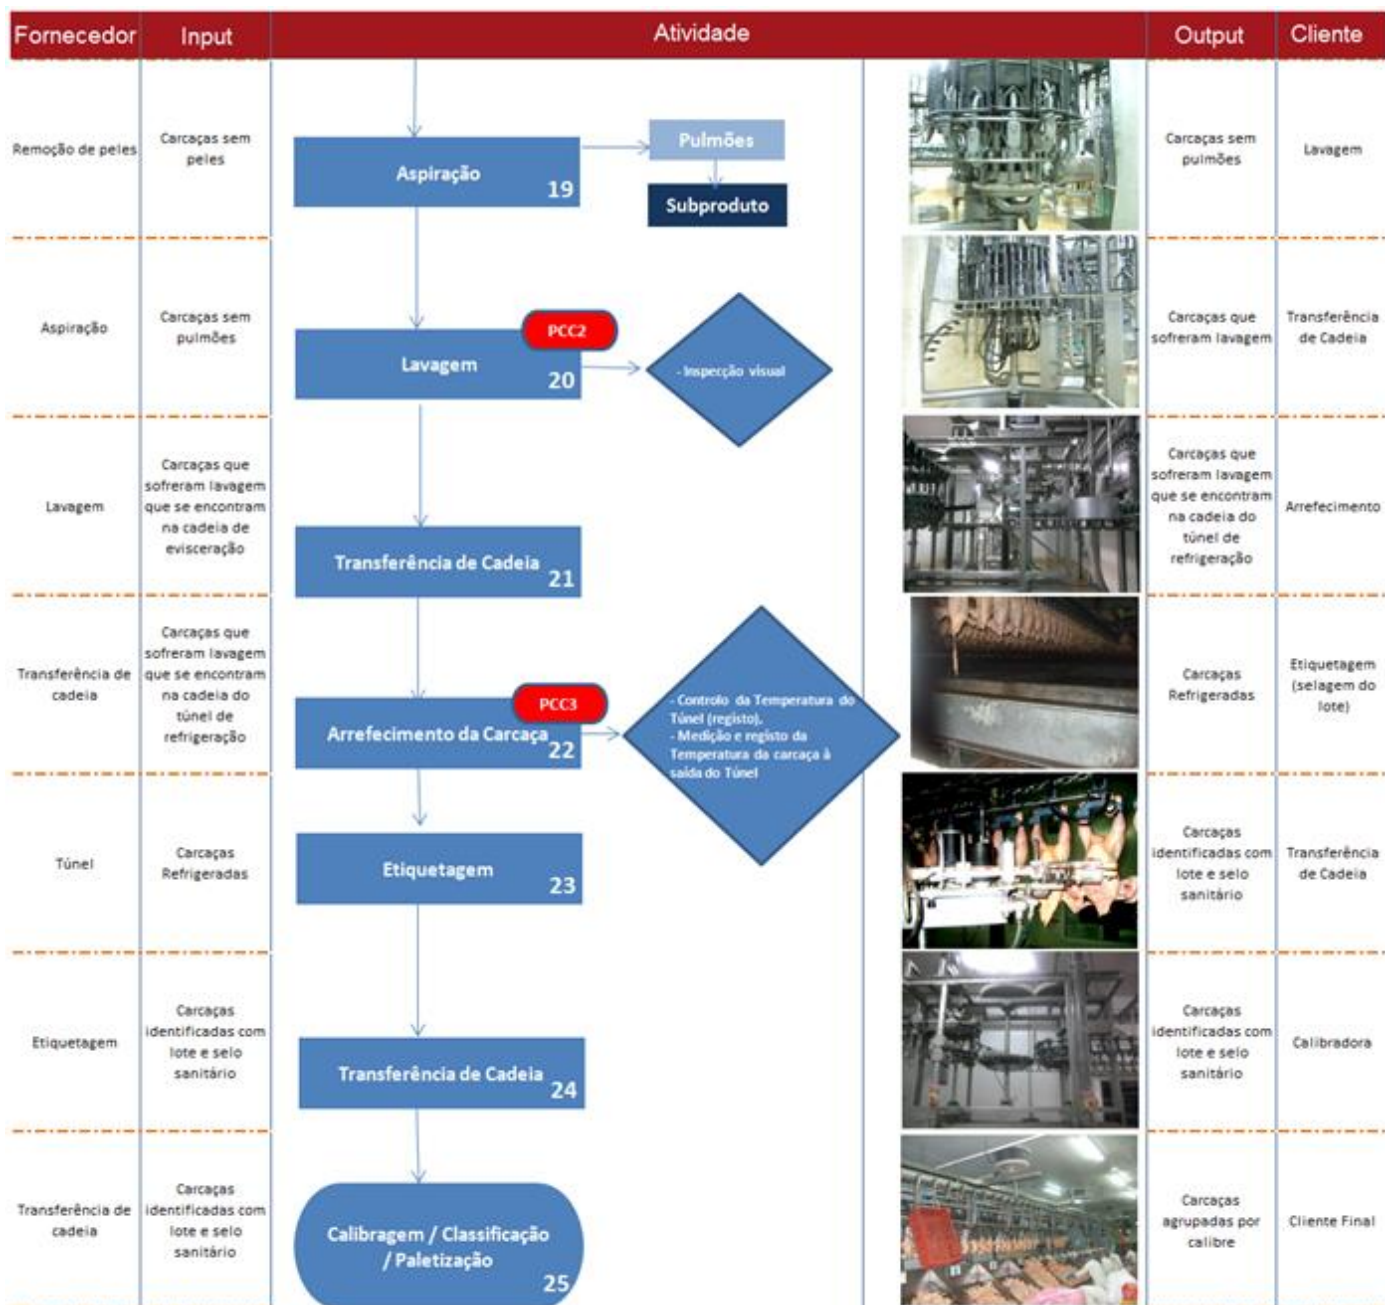 Fornecedor
Input
Atividade
Output
Cliente
Remoção de peles
Carcaças sem
peles
Aspiração
19
Pulmões
Subproduto
Carcaças sem
pulmões
Lavagem
Aspiração
Carcaças sem
pulmões
PCC2
Lavagem
20
- Inspecção visual
Carcaças que
sofreram lavagem
Transferência
de Cadeia
Lavagem
Carcaças que
sofreram lavagem
que se encontram
na cadeia de
evisceração
Transferência de Cadeia
21
Carcaças que
sofreram lavagem
que se encontram
na cadeia do
túnel de
refrigeração
Arrefecimento
Transferência de
cadeia
Carcaças que
sofreram lavagem
que se encontram
na cadeia do
túnel de
refrigeração
PCC3
Arrefecimento da Carcaça
22
- Controlo da Temperatura do
Túnel (registo).
- Medição e registo da
Temperatura da carcaça à
saída do Túnel
Carcaças
Refrigeradas
Etiquetagem
(selagem do
lote)
Túnel
Carcaças
Refrigeradas
Etiquetagem
23
Carcaças
identificadas com
lote e selo
sanitário
Transferência
de Cadeia
Etiquetagem
Carcaças
identificadas com
lote e selo
sanitário
Transferência de Cadeia
24
Carcaças
identificadas com
lote e selo
sanitário
Calibradora
Transferência de
cadeia
Carcaças
identificadas com
lote e selo
sanitário
Calibragem / Classificação
/ Paletização
25
Carcaças
agrupadas por
calibre
Cliente Final